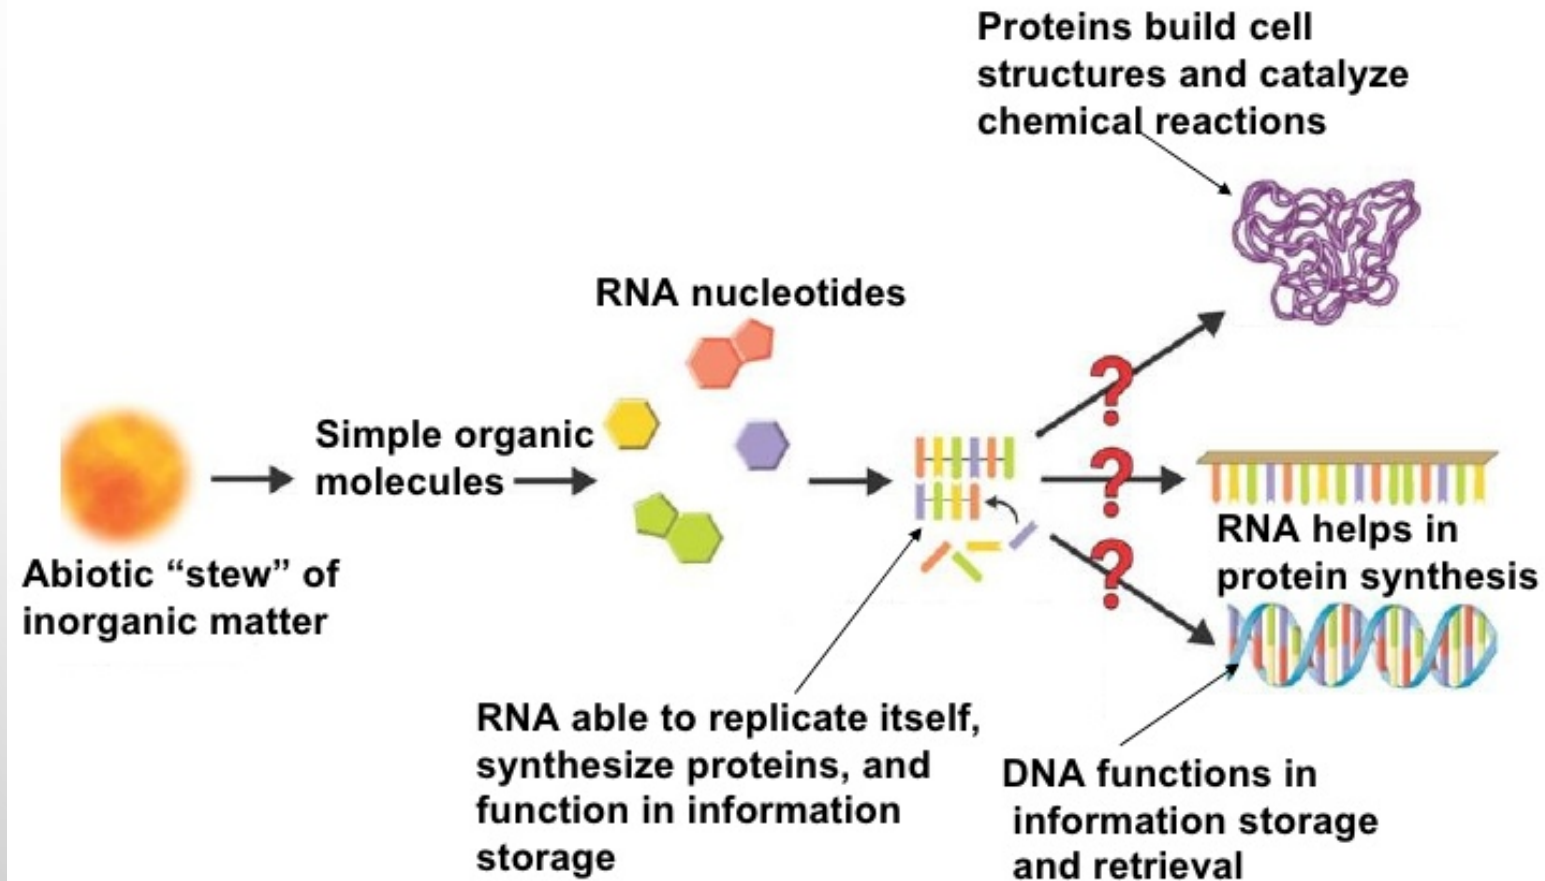 Proteins build cell
structures and catalyze
chemical reactions
RNA nucleotides
Simple organic
molecules
Abiotic “stew” of
inorganic matter
?
?
?
RNA helps in
protein synthesis
RNA able to replicate itself,
synthesize proteins, and
function in information
storage
DNA functions in
information storage
and retrieval